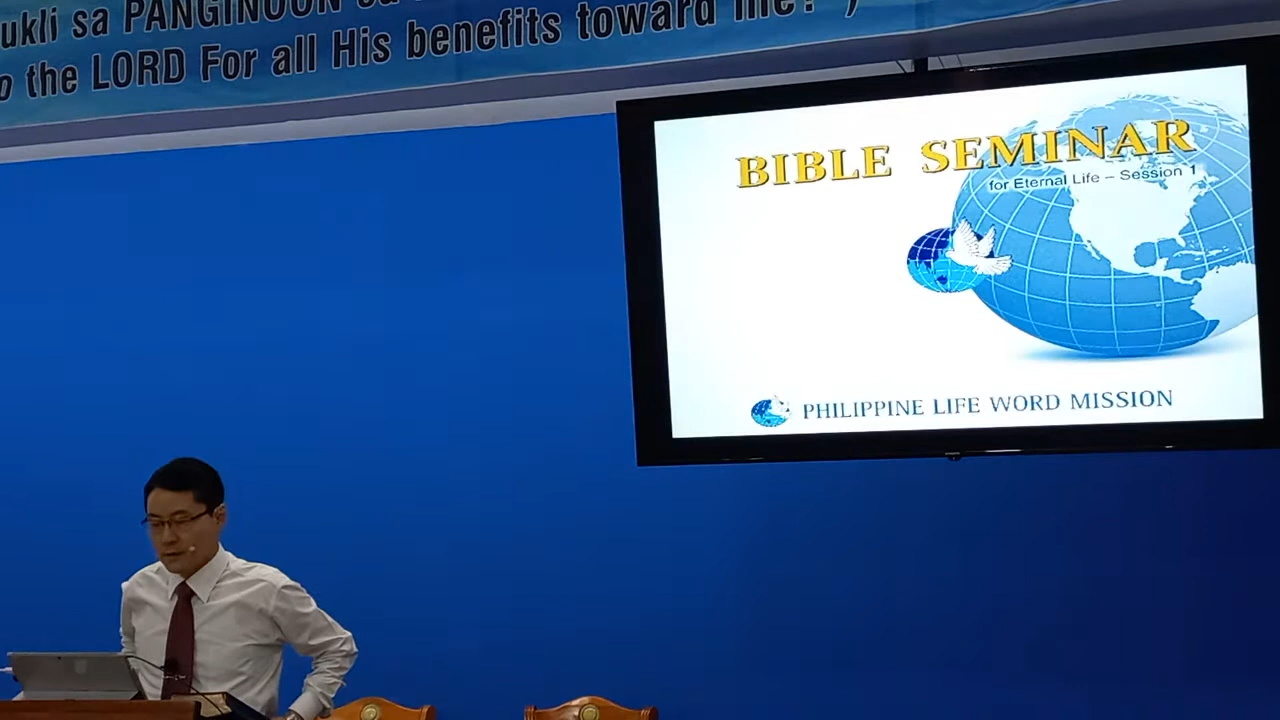 sa PANGINOON
the LORD For all His benefits toward me?")
BIBLE SEMINAR
for Eternal Life – Session 1
PHILIPPINE LIFE WORD MISSION